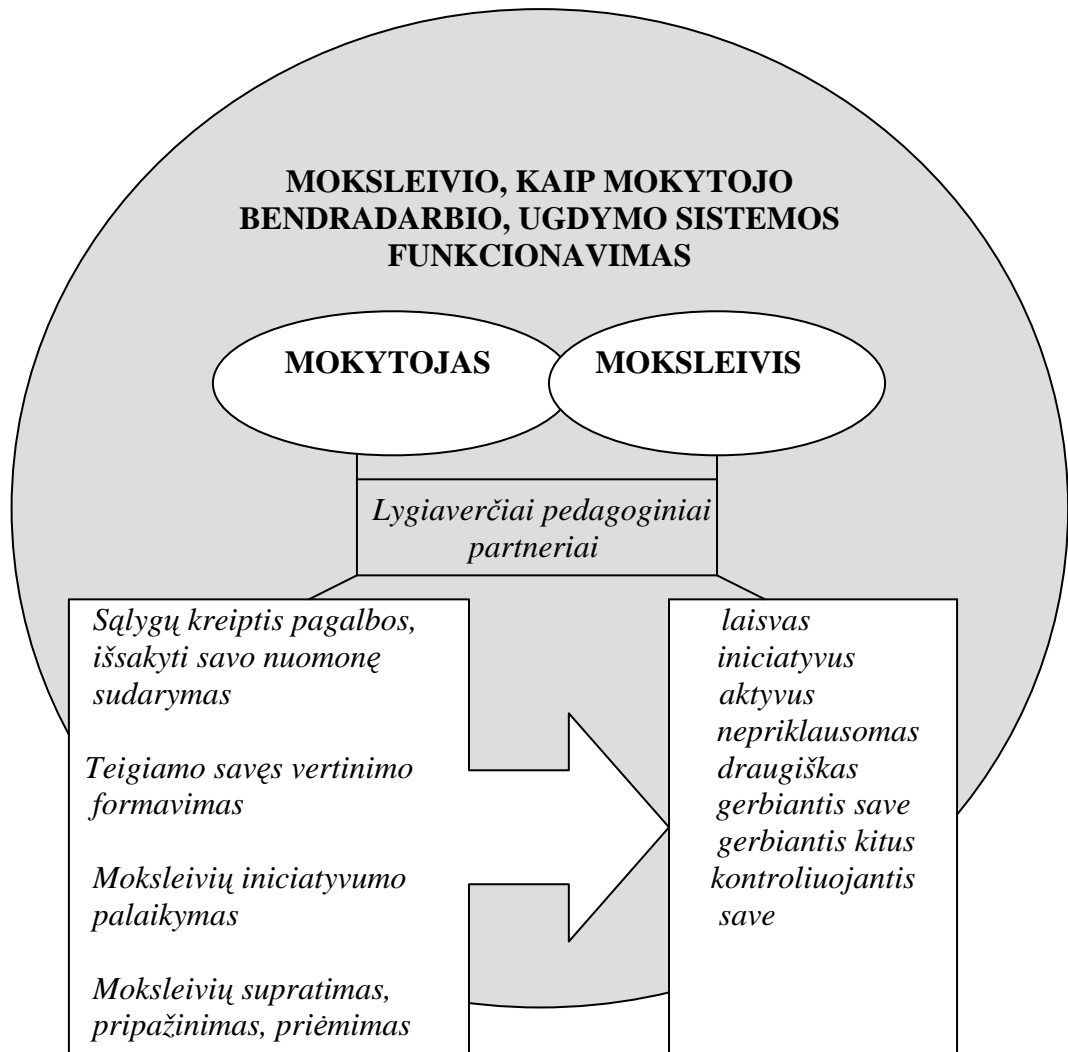 MOKSLEIVIO, KAIP MOKYTOJO
BENDRADARBIO, UGDYMO SISTEMOS
FUNKCIONAVIMAS
MOKYTOJAS
MOKSLEIVIS
Lygiaverčiai pedagoginiai
partneriai
Sąlygų kreiptis pagalbos,
išsakyti savo nuomonę
sudarymas
Teigiamo savęs vertinimo
formavimas
Moksleivių iniciatyvumo
palaikymas
Moksleivių supratimas,
pripažinimas, priėmimas
laisvas
iniciatyvus
aktyvus
nepriklausomas
draugiškas
gerbiantis save
gerbiantis kitus
kontroliuojantis
save